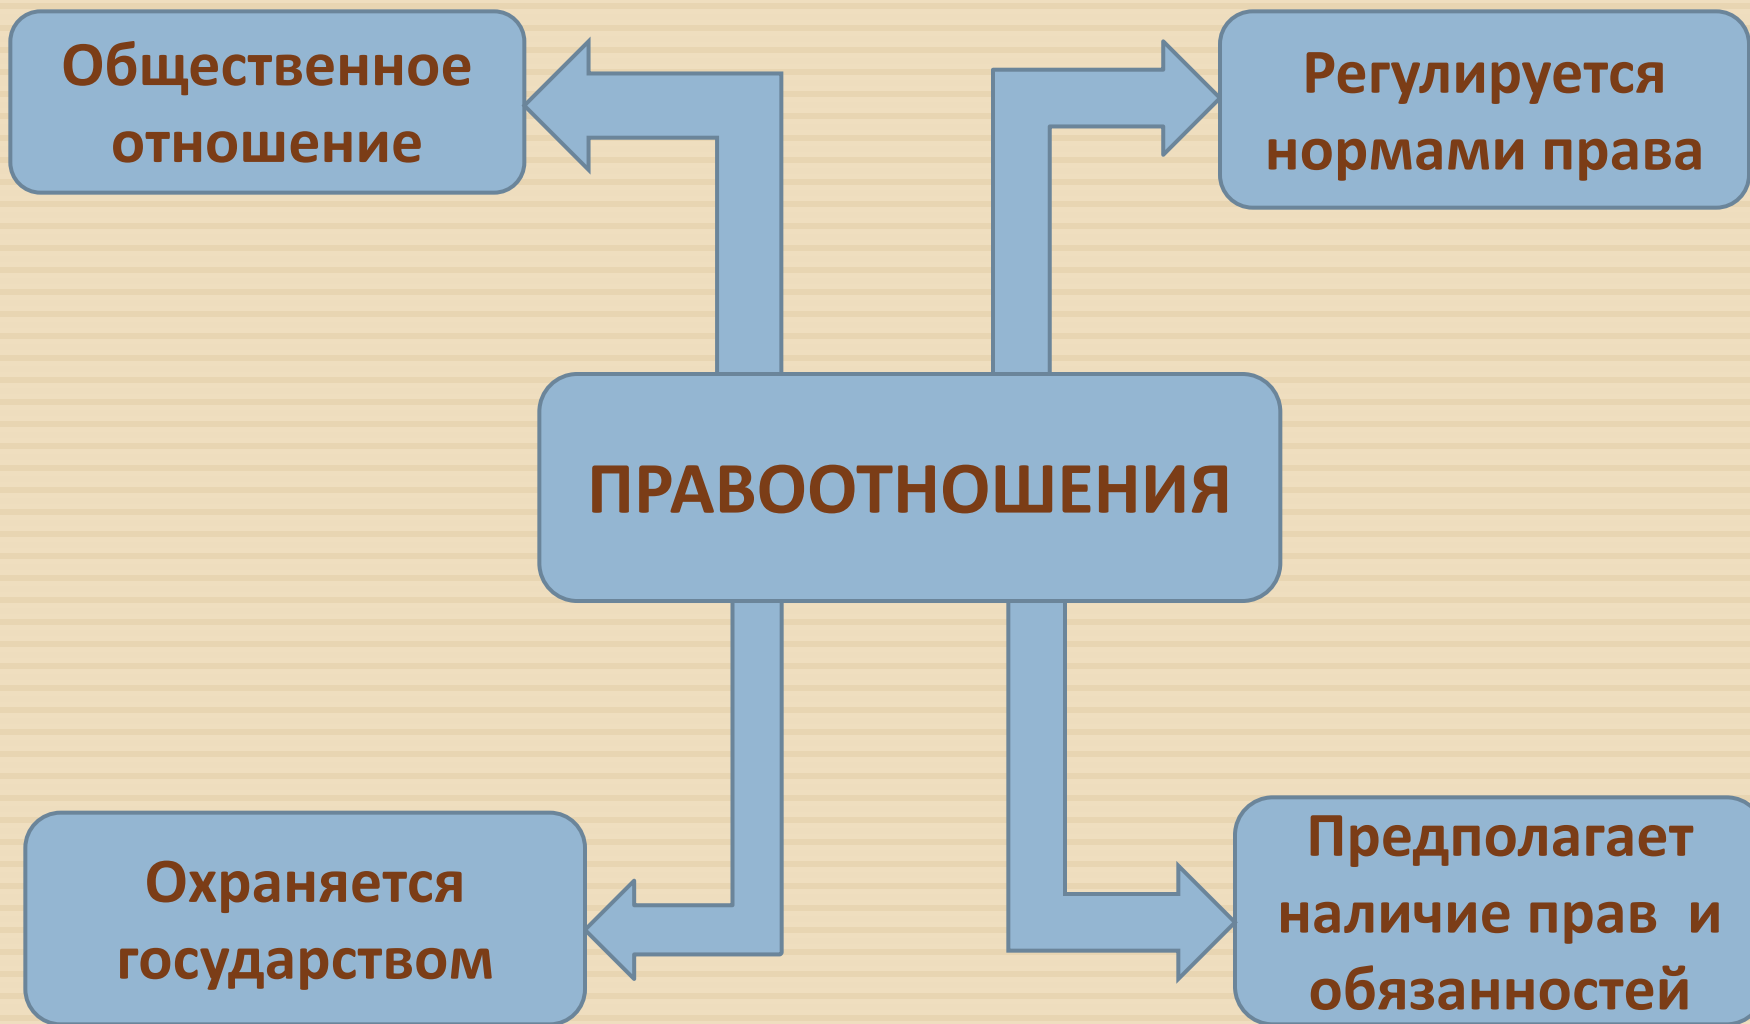 Общественное
отношение
Регулируется
нормами права
ПРАВООТНОШЕНИЯ
Охраняется
государством
Предполагает
наличие прав  и
обязанностей